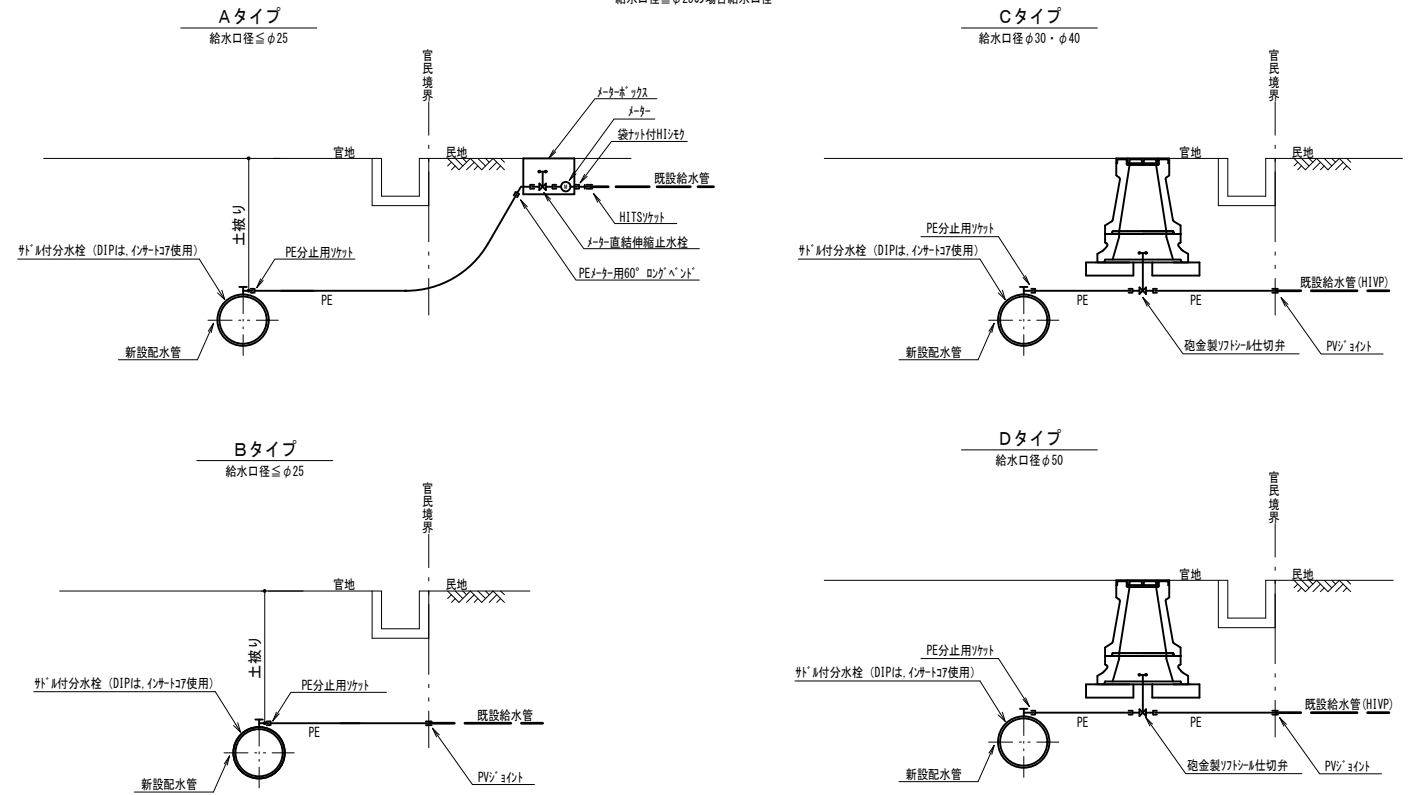 Aタイプ
給水口径≦φ25
官民境界
メーターボックス
メーター
袋ナット付HIシモク
官地
民地
既設給水管
土被り
HITSソケット
メーター直結伸縮止水栓
PEメーター用60° ロングベンド
サドル付分水栓 (DIPは,インサートコア使用)
PE分止用ソケット
PE
新設配水管
Cタイプ
給水口径φ30・φ40
官民境界
官地
民地
PE分止用ソケット
サドル付分水栓 (DIPは,インサートコア使用)
既設給水管(HIVP)
PE
PE
新設配水管
砲金製ソフトシール仕切弁
PVジョイント
Bタイプ
給水口径≦φ25
官民境界
官地
民地
土被り
サドル付分水栓 (DIPは,インサートコア使用)
PE分止用ソケット
既設給水管
PE
新設配水管
PVジョイント
Dタイプ
給水口径φ50
官民境界
官地
民地
PE分止用ソケット
サドル付分水栓 (DIPは,インサートコア使用)
既設給水管(HIVP)
PE
PE
新設配水管
砲金製ソフトシール仕切弁
PVジョイント